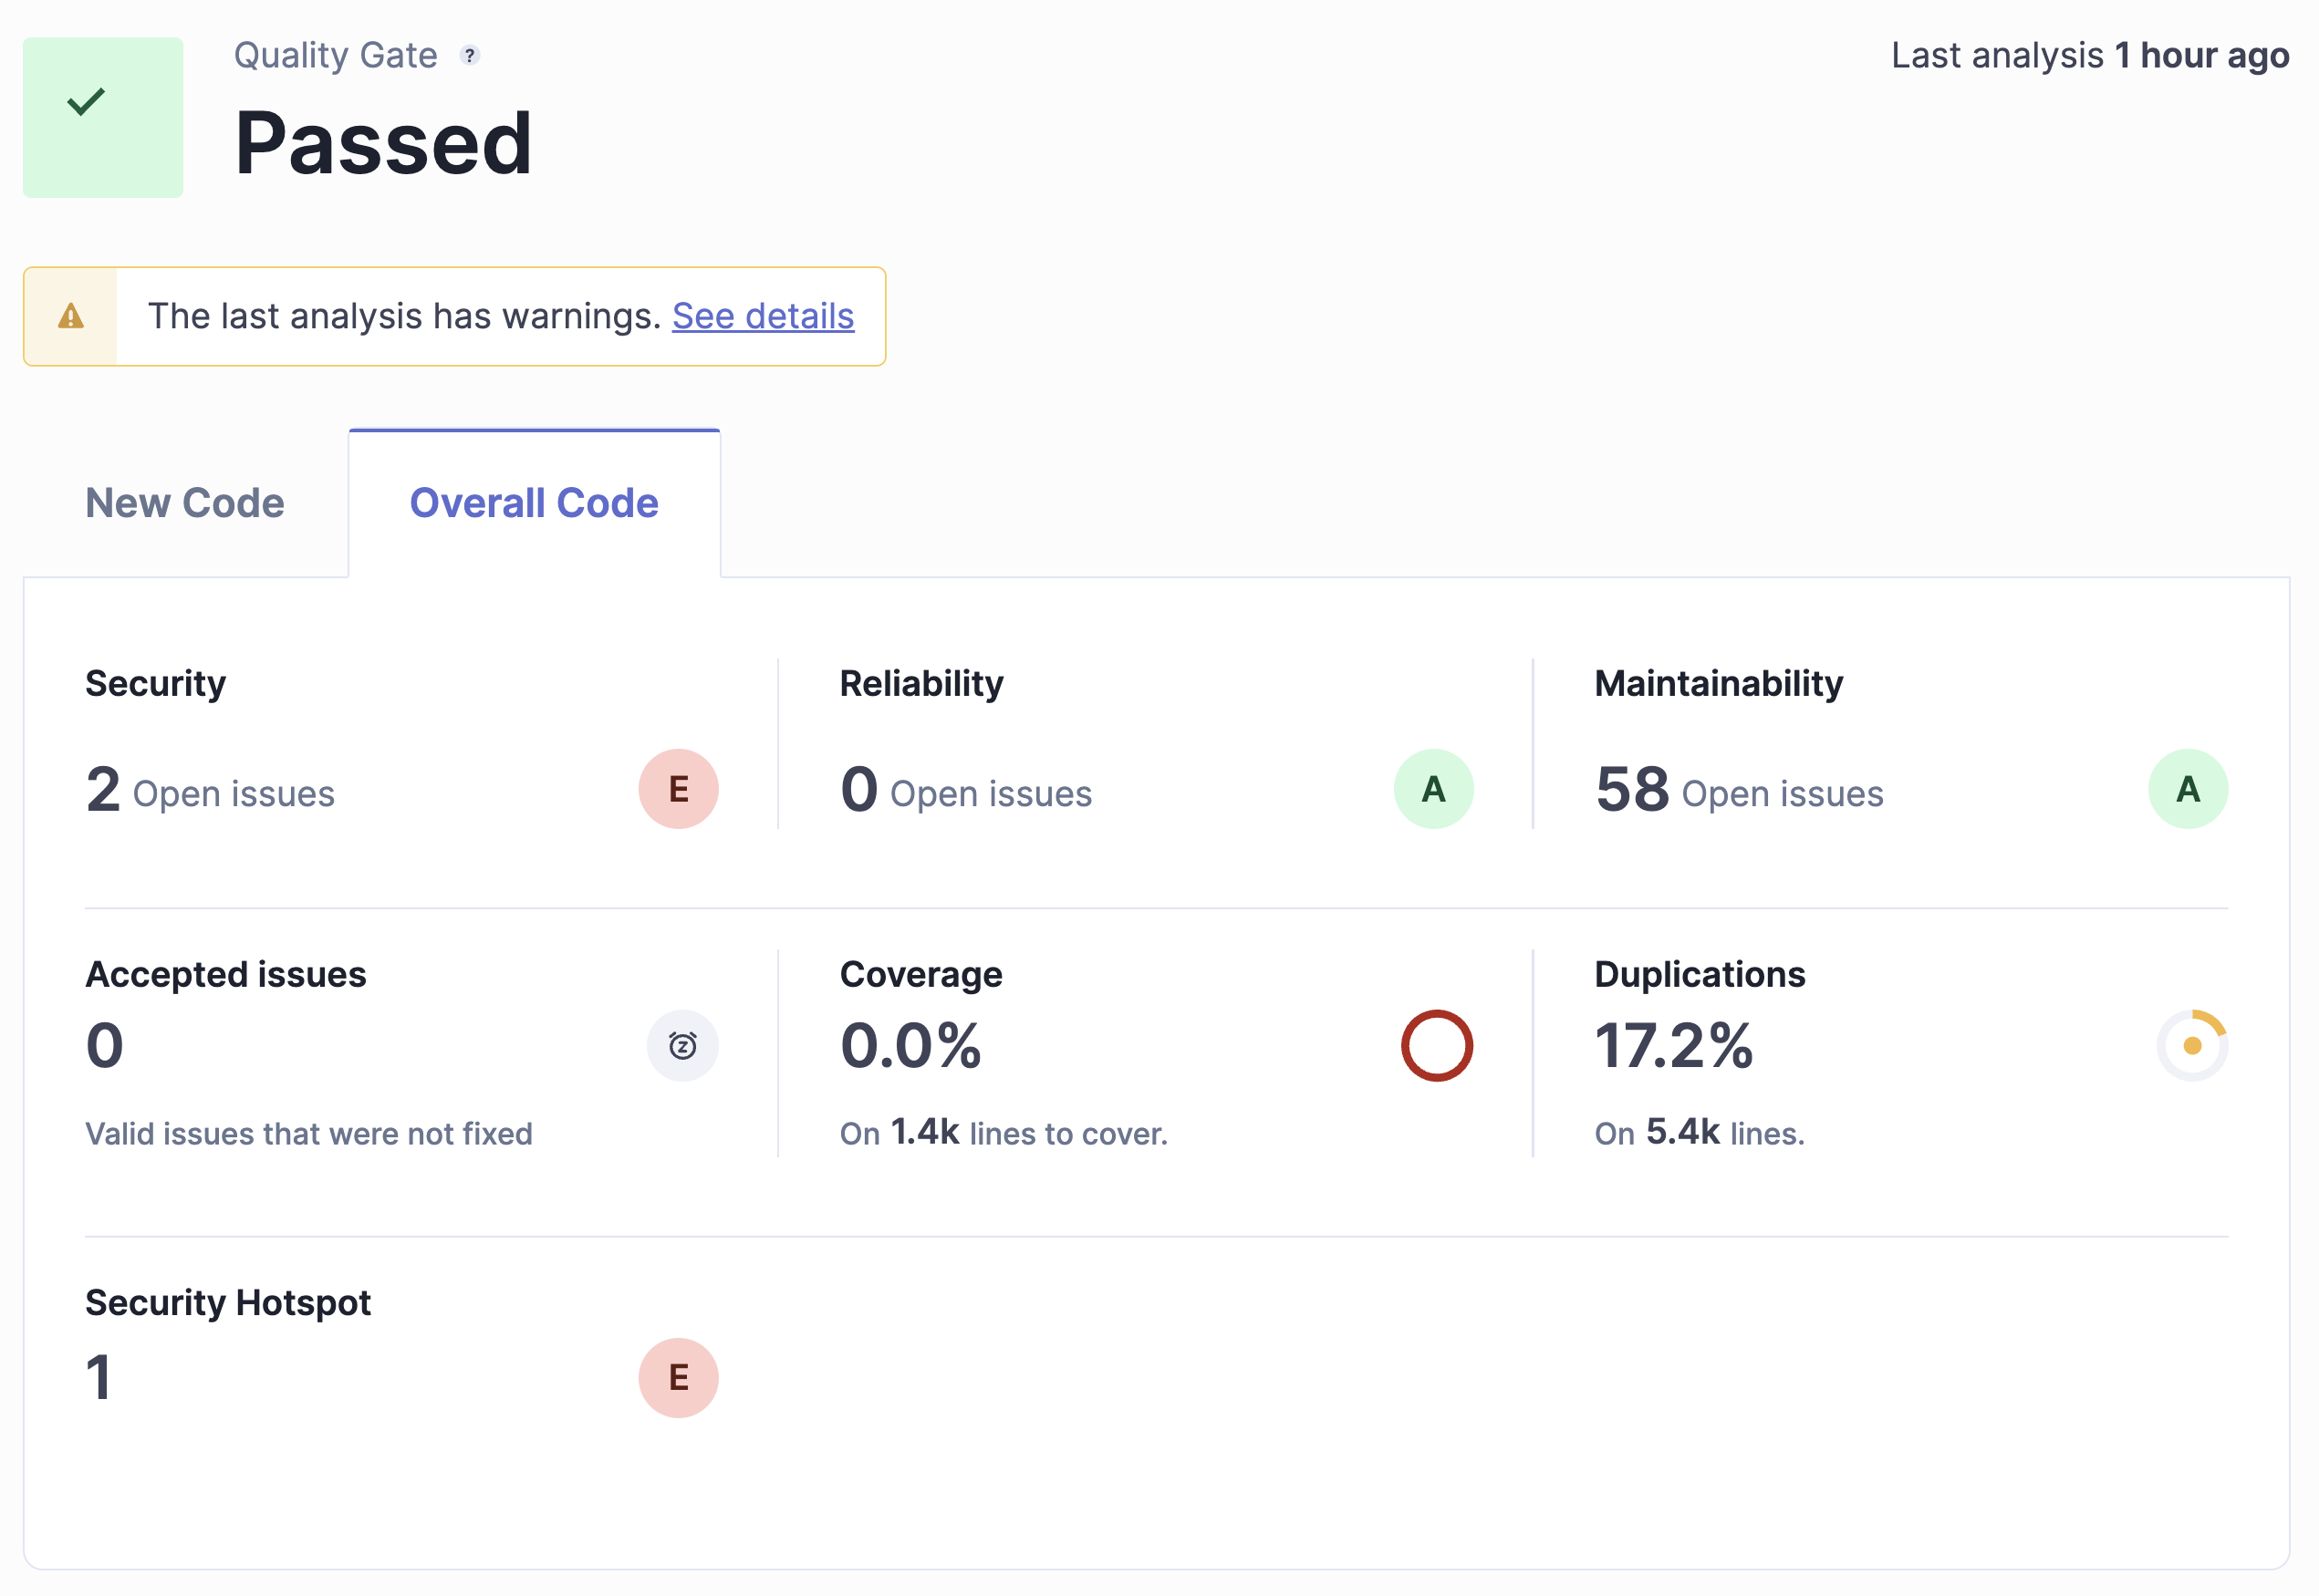 Quality Gate ?
Last analysis 1 hour ago
Passed
The last analysis has warnings. See details
New Code
Overall Code
Security
2 Open issues
E
Reliability
0 Open issues
A
Maintainability
58 Open issues
A
Accepted issues
0
Valid issues that were not fixed
Coverage
0.0%
On 1.4k lines to cover.
Duplications
17.2%
On 5.4k lines.
Security Hotspot
1
E